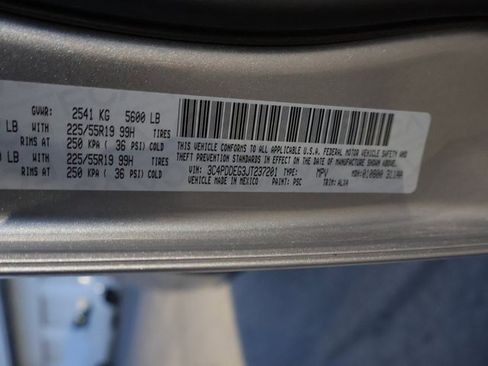 GVWR: 2541 KG 5600 LB
LB WITH 225/55R19 99H TIRES
RIMS AT 250 KPA ( 36 PSI) COLD
LB WITH 225/55R19 99H TIRES
RIMS AT 250 KPA ( 36 PSI) COLD
THIS VEHICLE CONFORMS TO ALL APPLICABLE U.S.A. FEDERAL MOTOR VEHICLE SAFETY AND
THEFT PREVENTION STANDARDS IN EFFECT ON THE DATE OF MANUFACTURE SHOWN ABOVE.
VIN: 3C4PDDEG3JT237201 TYPE: MPV MDH:
VEHICLE MADE IN MEXICO PAINT: PSC TRIM: